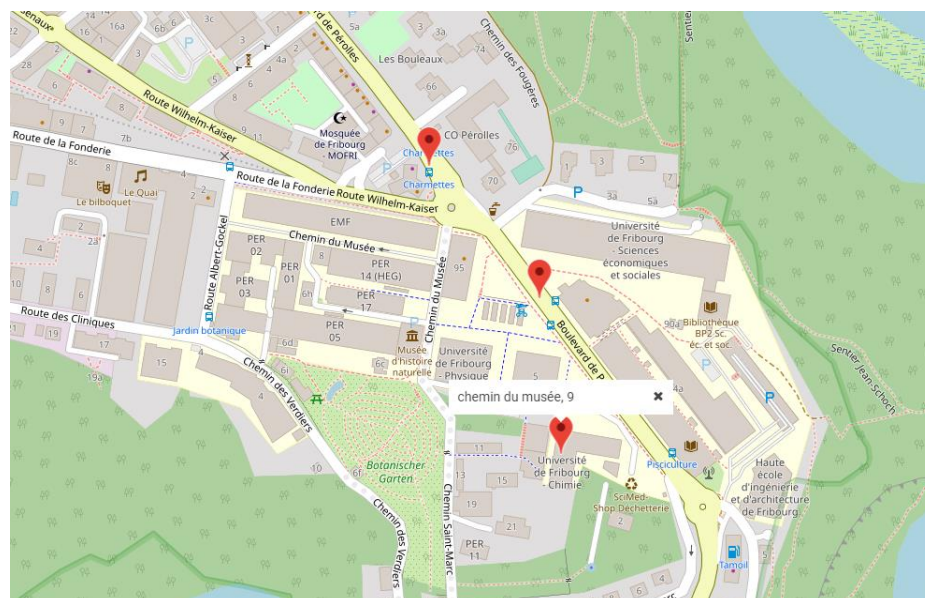 Route Wilhelm-Kaiser
rd de Pérolles
Les Bouleaux
Chemin des Fougères
Sentier
Mosquée
de Fribourg
- MOFRI
CO Pérolles
Charmettes
Charmettes
Route de la Fonderie
Le Quai
Le bilboquet
Route de la Fonderie
Route Wilhelm-Kaiser
EMF
Chemin du Musée
Route Albert-Gockel
PER
02
PER
01
PER
03
PER
14 (HEG)
PER
17
PER
05
95
Chemin du Musée
Université
de Fribourg
- Sciences
économiques
et sociales
Route des Cliniques
Jardin botanique
Musée
d'histoire
naturelle
Université
de Fribourg
- Physique
Boulevard de P
90a
Bibliothèque
BP2 Sc.
éc. et soc.
Sentier Jean-Schoch
Chemin des Verdiers
chemin du musée, 9
Botanischer
Garten
Université
de Fribourg
- Chimie
Pisciculture
SciMed-
Shop Déchetterie
Haute
école
d'ingénierie
et d'architecture
de Fribourg
Chemin des Verdiers
Chemin Saint-Marc
PER
11
Tamoil